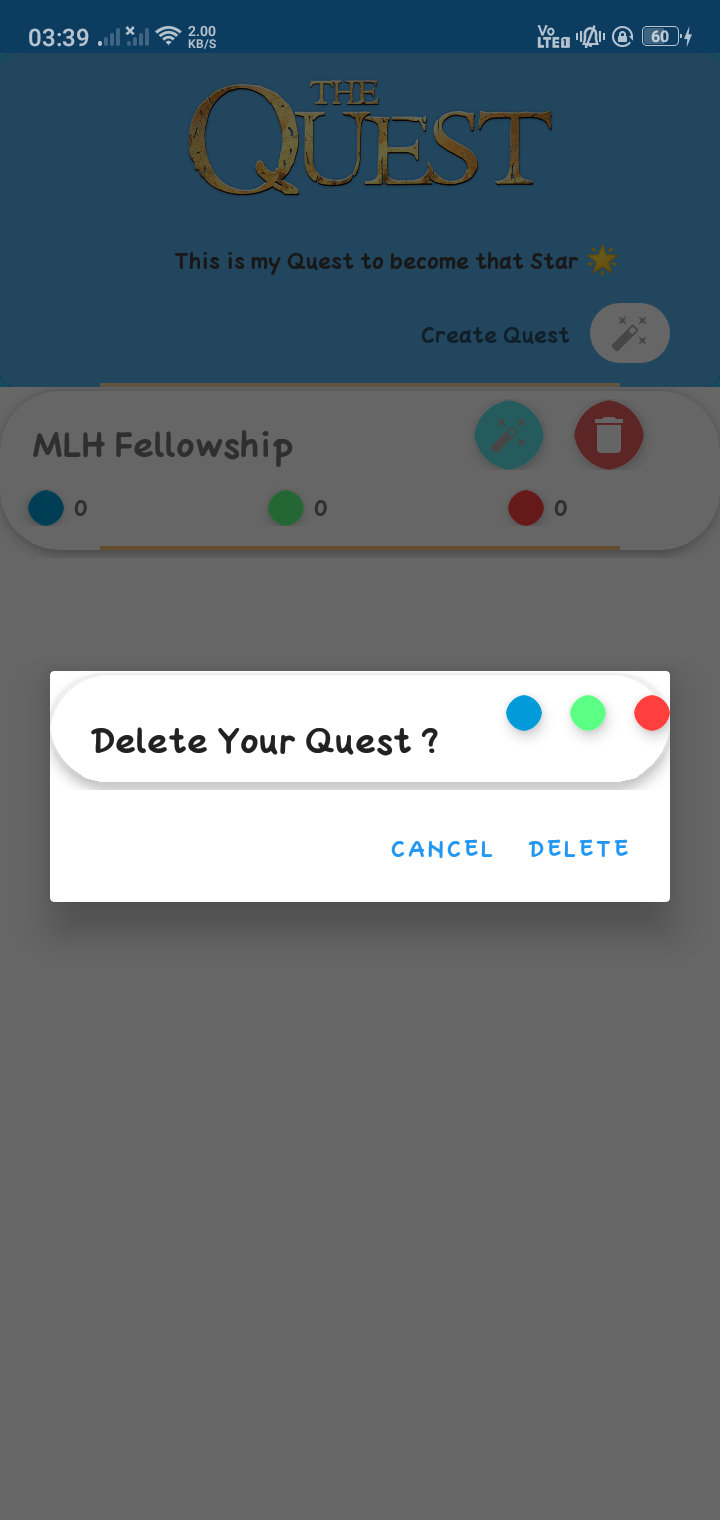 03:39 2.00 KB/S Vo LTE1 60
THE
QUEST
This is my Quest to become that Star 🌟
Create Quest
MLH Fellowship
0 0 0
Delete Your Quest ?
CANCEL DELETE